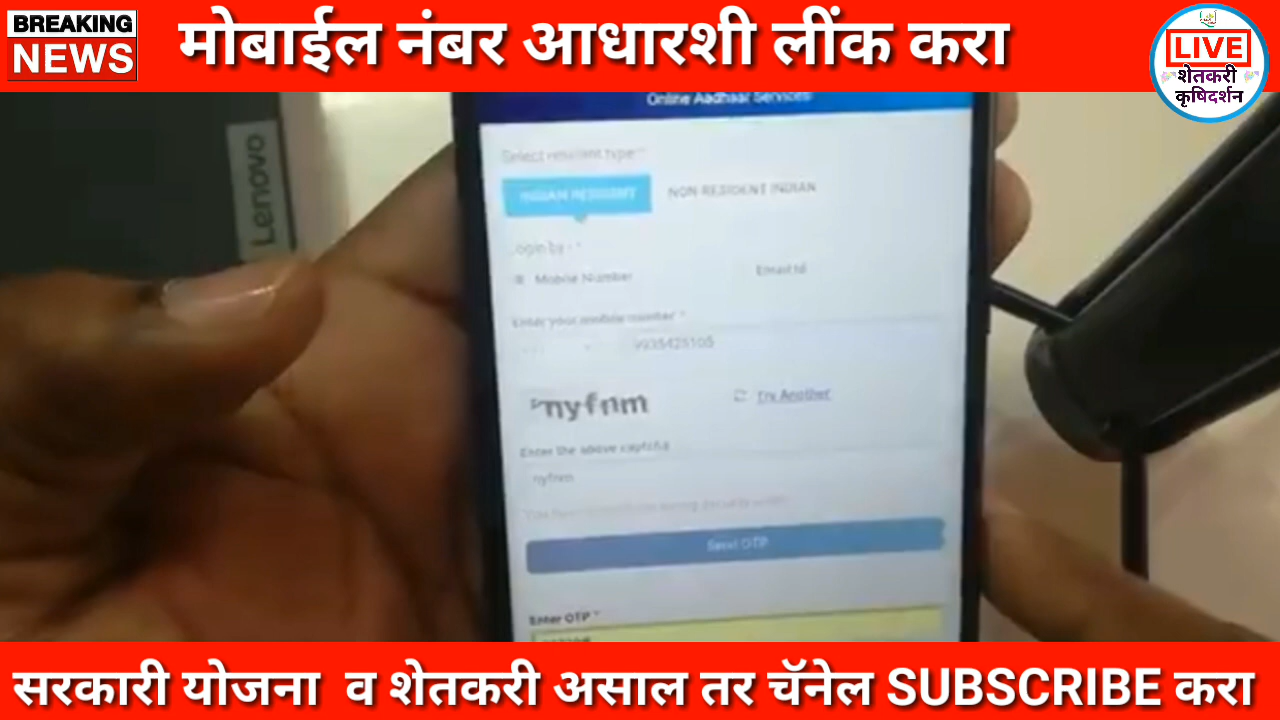 BREAKING
NEWS
मोबाईल नंबर आधारशी लींक करा
LIVE
शेतकरी
कृषिदर्शन
Lenovo
Online Aadhaar Services
Select resident type *
INDIAN RESIDENT
NON-RESIDENT INDIAN
Login by : *
Mobile Number
Email Id
Enter your mobile number *
nyfnm
Try Another
Enter the above captcha
nyfnm
Send OTP
Enter OTP *
सरकारी योजना व शेतकरी असाल तर चॅनेल SUBSCRIBE करा